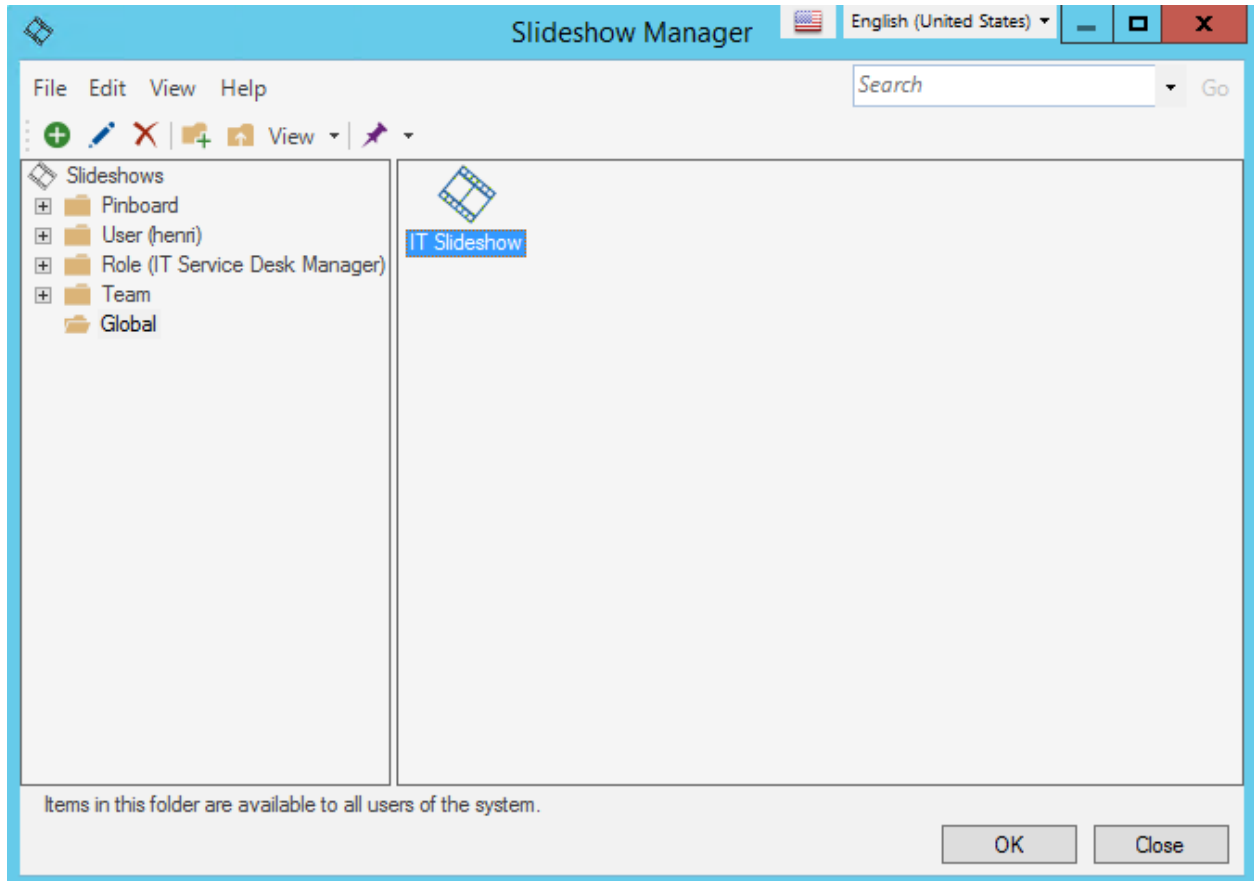 Slideshow Manager
English (United States)
X
File Edit View Help
Search
Go
View
Slideshows
Pinboard
User (henri)
Role (IT Service Desk Manager)
Team
Global
IT Slideshow
Items in this folder are available to all users of the system.
OK
Close